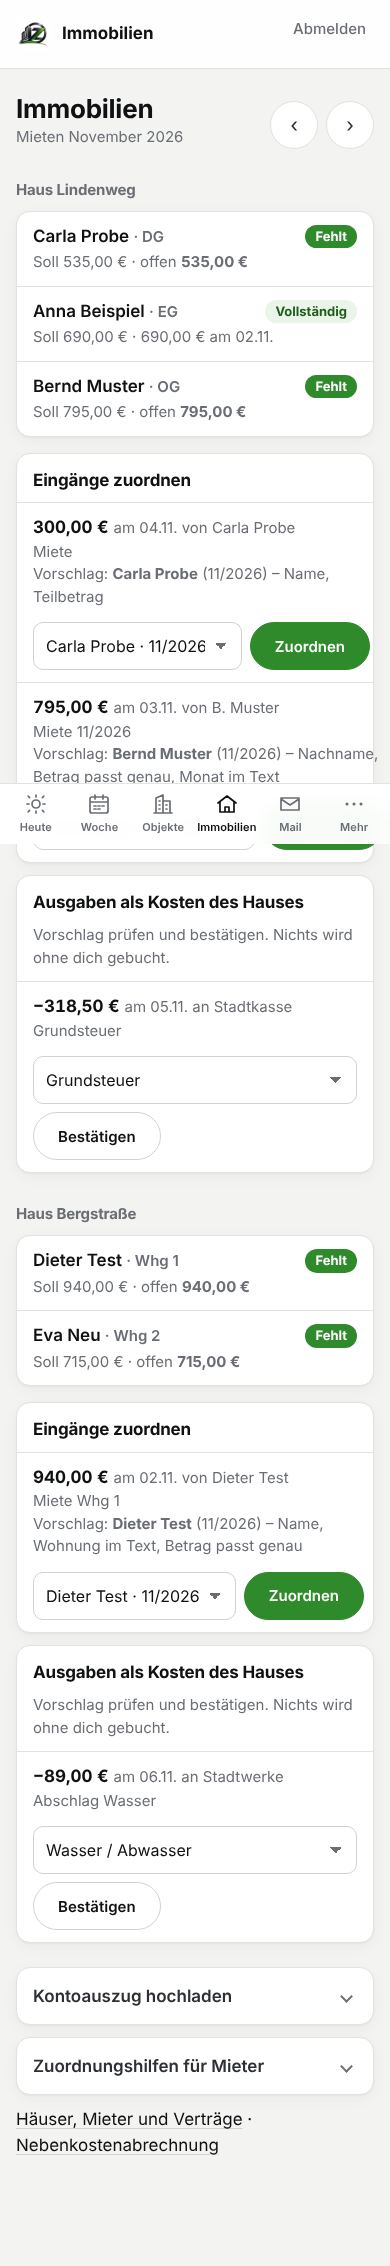 Immobilien
Abmelden
Immobilien
Mieten November 2026
‹ ›
Haus Lindenweg
Carla Probe · DG
Fehlt
Soll 535,00 € · offen 535,00 €
Anna Beispiel · EG
Vollständig
Soll 690,00 € · 690,00 € am 02.11.
Bernd Muster · OG
Fehlt
Soll 795,00 € · offen 795,00 €
Eingänge zuordnen
300,00 € am 04.11. von Carla Probe
Miete
Vorschlag: Carla Probe (11/2026) – Name,
Teilbetrag
Carla Probe · 11/2026
Zuordnen
795,00 € am 03.11. von B. Muster
Miete 11/2026
Vorschlag: Bernd Muster (11/2026) – Nachname,
Betrag passt genau, Monat im Text
Heute
Woche
Objekte
Immobilien
Mail
Mehr
Ausgaben als Kosten des Hauses
Vorschlag prüfen und bestätigen. Nichts wird
ohne dich gebucht.
−318,50 € am 05.11. an Stadtkasse
Grundsteuer
Grundsteuer
Bestätigen
Haus Bergstraße
Dieter Test · Whg 1
Fehlt
Soll 940,00 € · offen 940,00 €
Eva Neu · Whg 2
Fehlt
Soll 715,00 € · offen 715,00 €
Eingänge zuordnen
940,00 € am 02.11. von Dieter Test
Miete Whg 1
Vorschlag: Dieter Test (11/2026) – Name,
Wohnung im Text, Betrag passt genau
Dieter Test · 11/2026
Zuordnen
Ausgaben als Kosten des Hauses
Vorschlag prüfen und bestätigen. Nichts wird
ohne dich gebucht.
−89,00 € am 06.11. an Stadtwerke
Abschlag Wasser
Wasser / Abwasser
Bestätigen
Kontoauszug hochladen
Zuordnungshilfen für Mieter
Häuser, Mieter und Verträge ·
Nebenkostenabrechnung